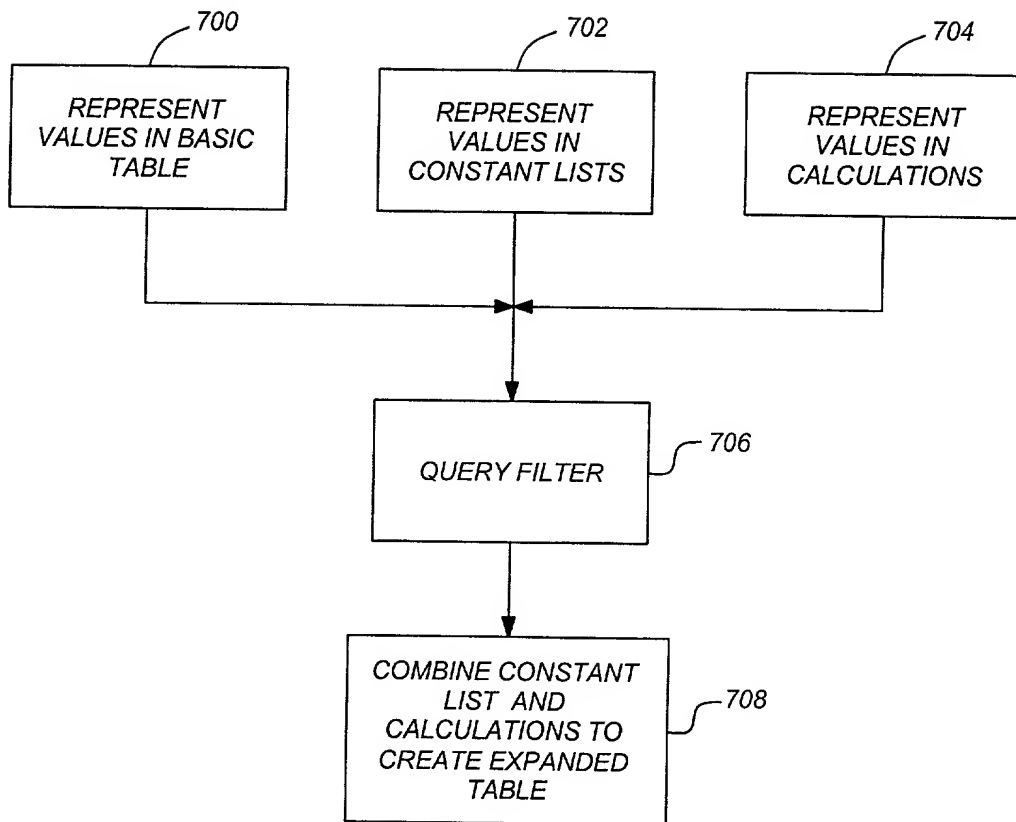 700
REPRESENT
VALUES IN BASIC
TABLE
702
REPRESENT
VALUES IN
CONSTANT LISTS
704
REPRESENT
VALUES IN
CALCULATIONS
706
QUERY FILTER
708
COMBINE CONSTANT
LIST AND
CALCULATIONS TO
CREATE EXPANDED
TABLE